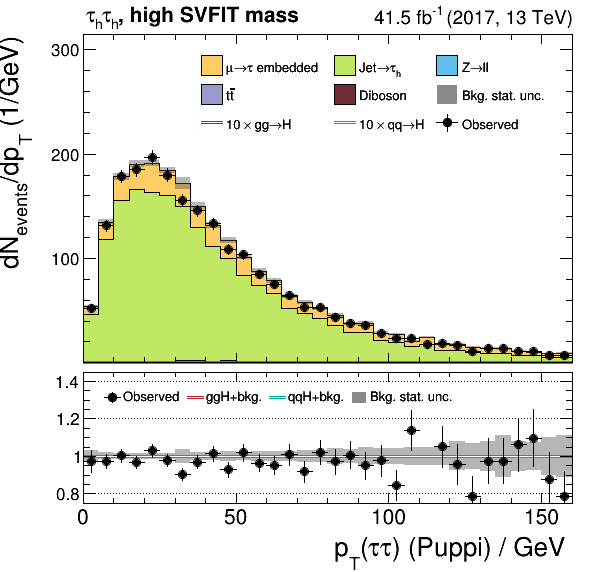 τhτh, high SVFIT mass 41.5 fb-1 (2017, 13 TeV)
dNevents/dpT (1/GeV)
300
200
100
μ→τ embedded Jet→τh Z→ll
tt̄ Diboson Bkg. stat. unc.
10 × gg→H 10 × qq→H Observed
1.4
1.2
1
0.8
Observed ggH+bkg. qqH+bkg. Bkg. stat. unc.
0 50 100 150
pT(ττ) (Puppi) / GeV